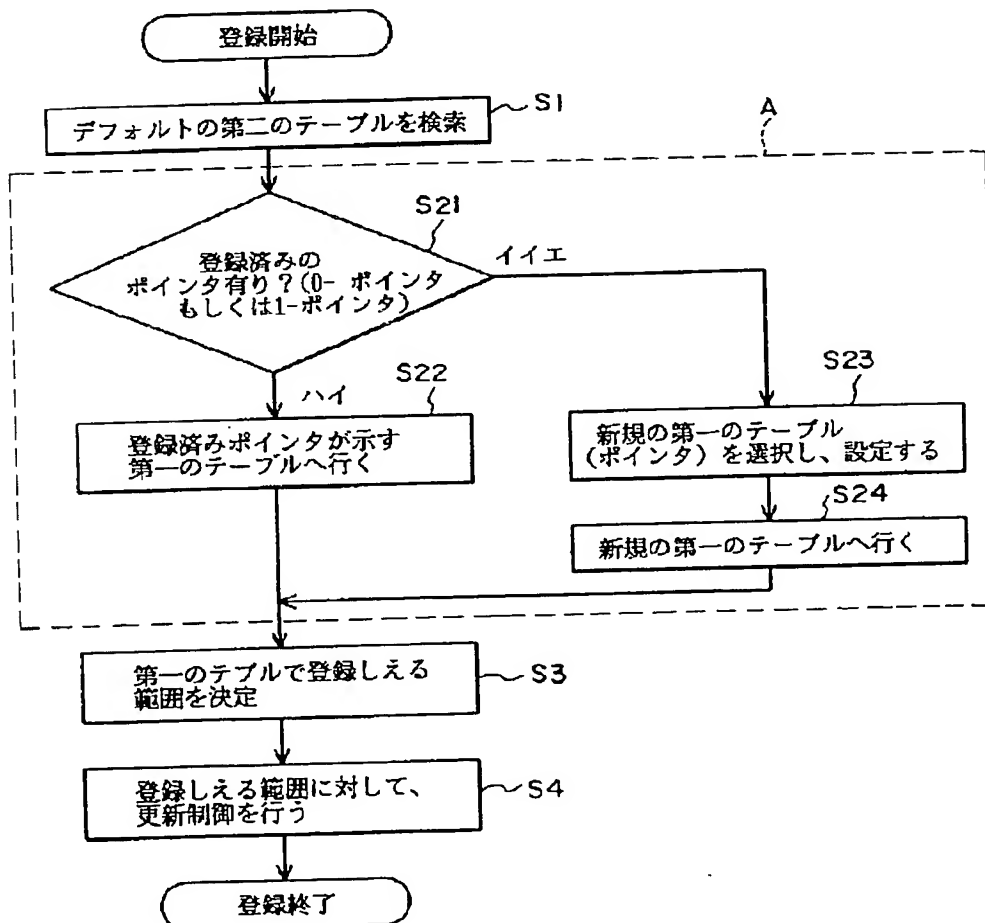 登録開始
S1
デフォルトの第二のテーブルを検索
A
S21
登録済みの
ポインタ有り?(0- ポインタ
もしくは1-ポインタ)
イイエ
ハイ
S22
登録済みポインタが示す
第一のテーブルへ行く
S23
新規の第一のテーブル
(ポインタ)を選択し、設定する
S24
新規の第一のテーブルへ行く
第一のテブルで登録しえる
範囲を決定
S3
登録しえる範囲に対して、
更新制御を行う
S4
登録終了